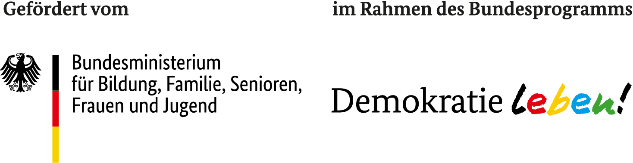 Gefördert vom
Bundesministerium
für Bildung, Familie, Senioren,
Frauen und Jugend
im Rahmen des Bundesprogramms
Demokratie leben!